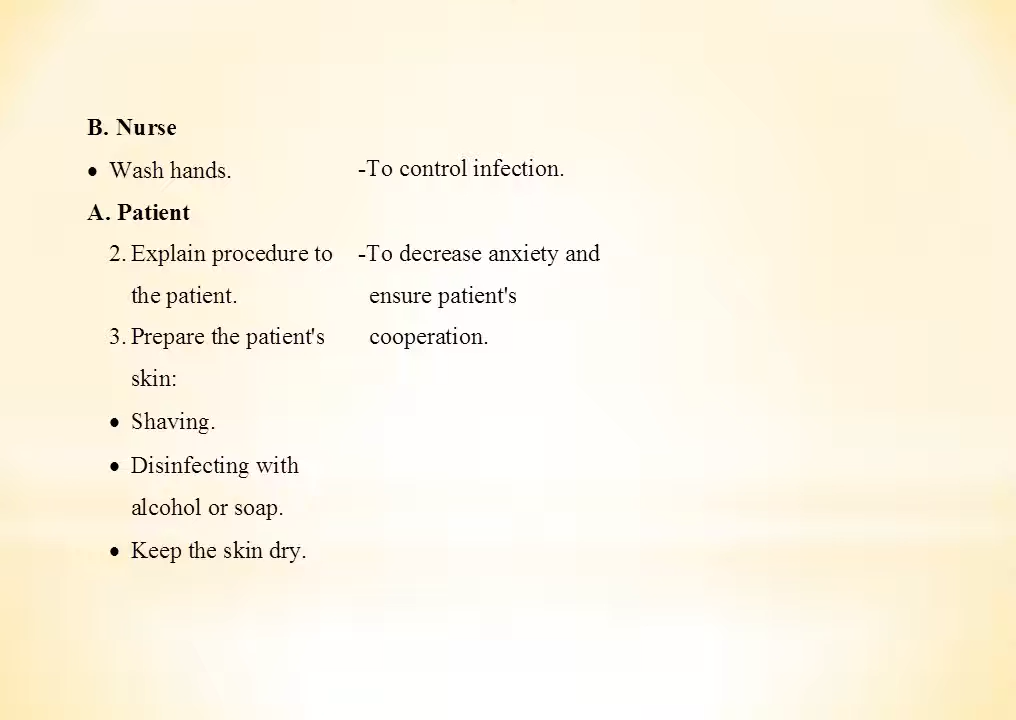 B. Nurse
• Wash hands. -To control infection.
A. Patient
2. Explain procedure to -To decrease anxiety and
the patient. ensure patient's
3. Prepare the patient's cooperation.
skin:
• Shaving.
• Disinfecting with
alcohol or soap.
• Keep the skin dry.